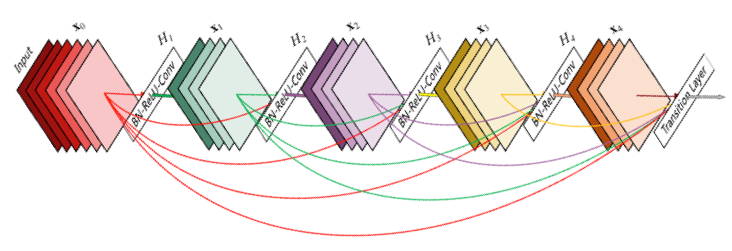 Input
x₀
H₁
BN-ReLU-Conv
x₁
H₂
BN-ReLU-Conv
x₂
H₃
BN-ReLU-Conv
x₃
H₄
BN-ReLU-Conv
x₄
Transition Layer